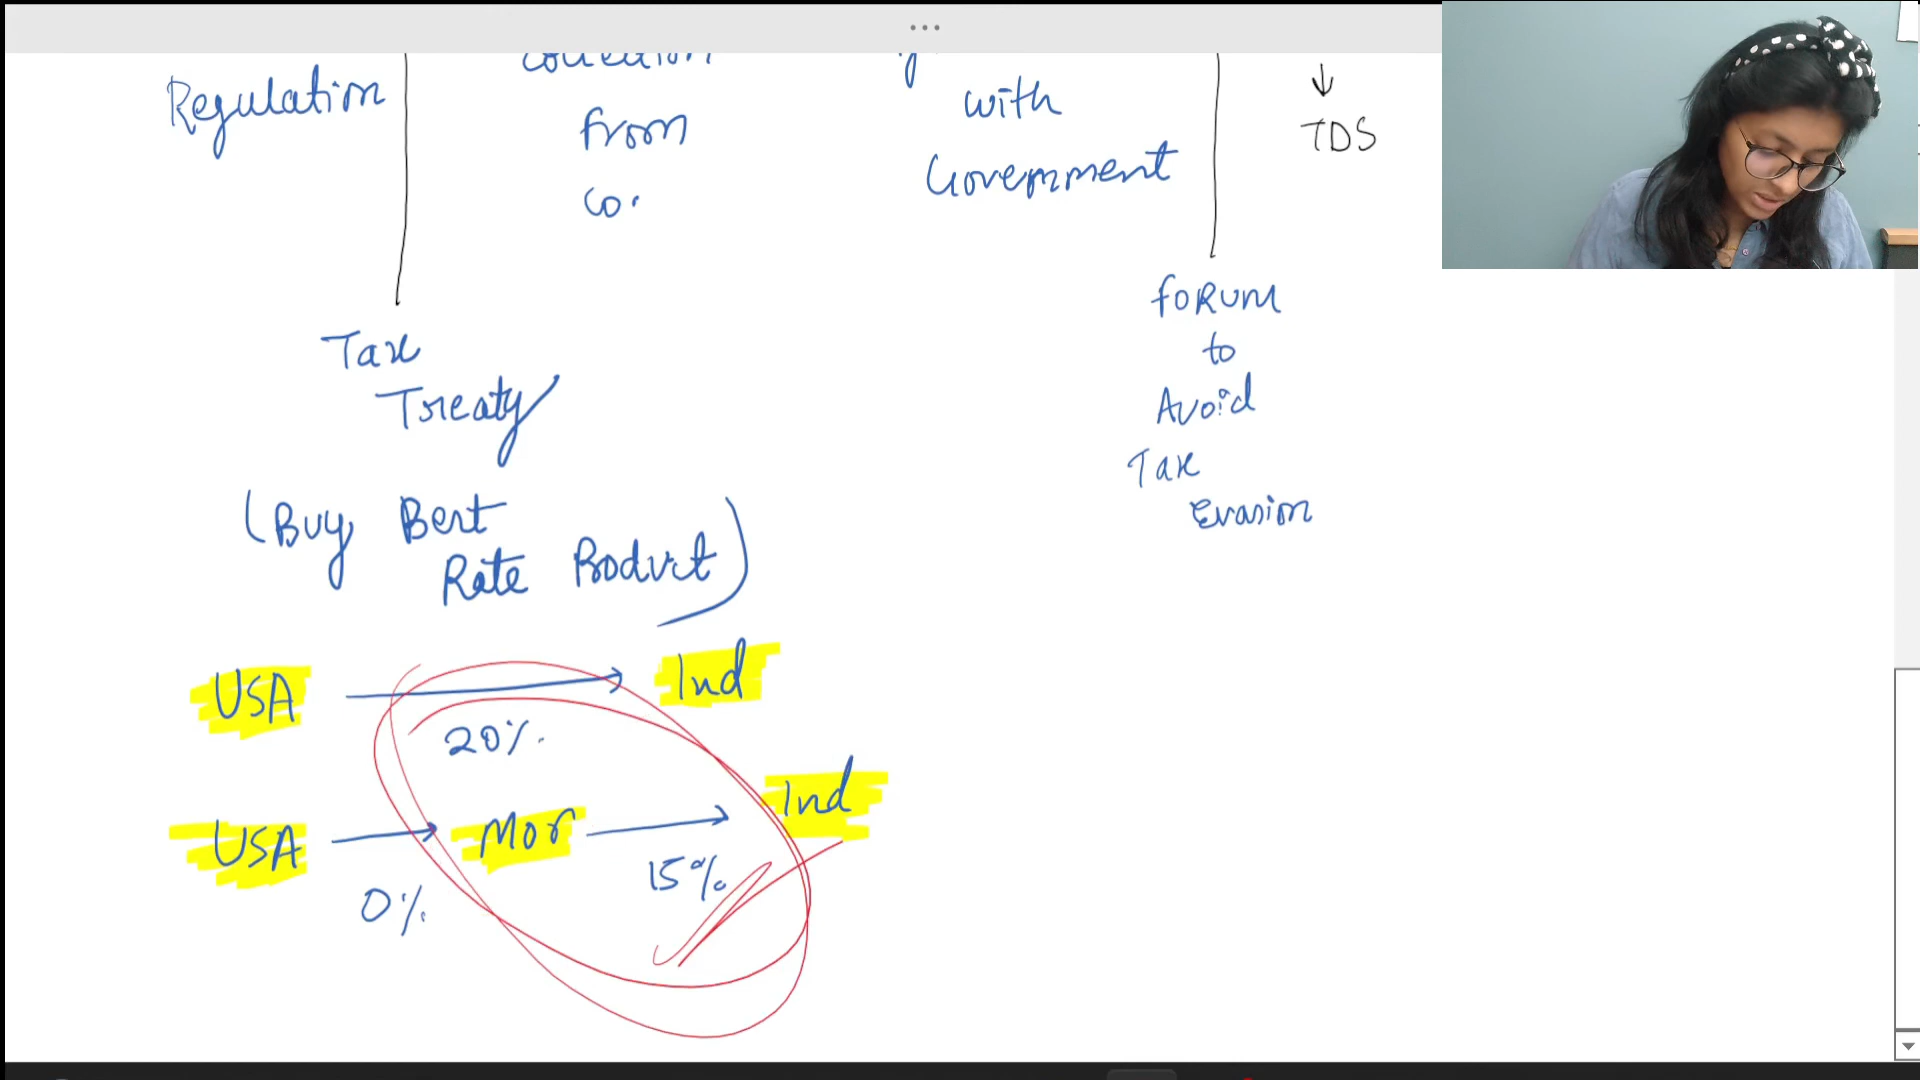 Regulation
collection
from
co.
with
Government
↓
TDS
Tax
Treaty
(Buy Best
Rate Product)
USA → Ind
20%.
USA → Mor → Ind
0% 15%
FORUM
to
Avoid
Tax
Evasion